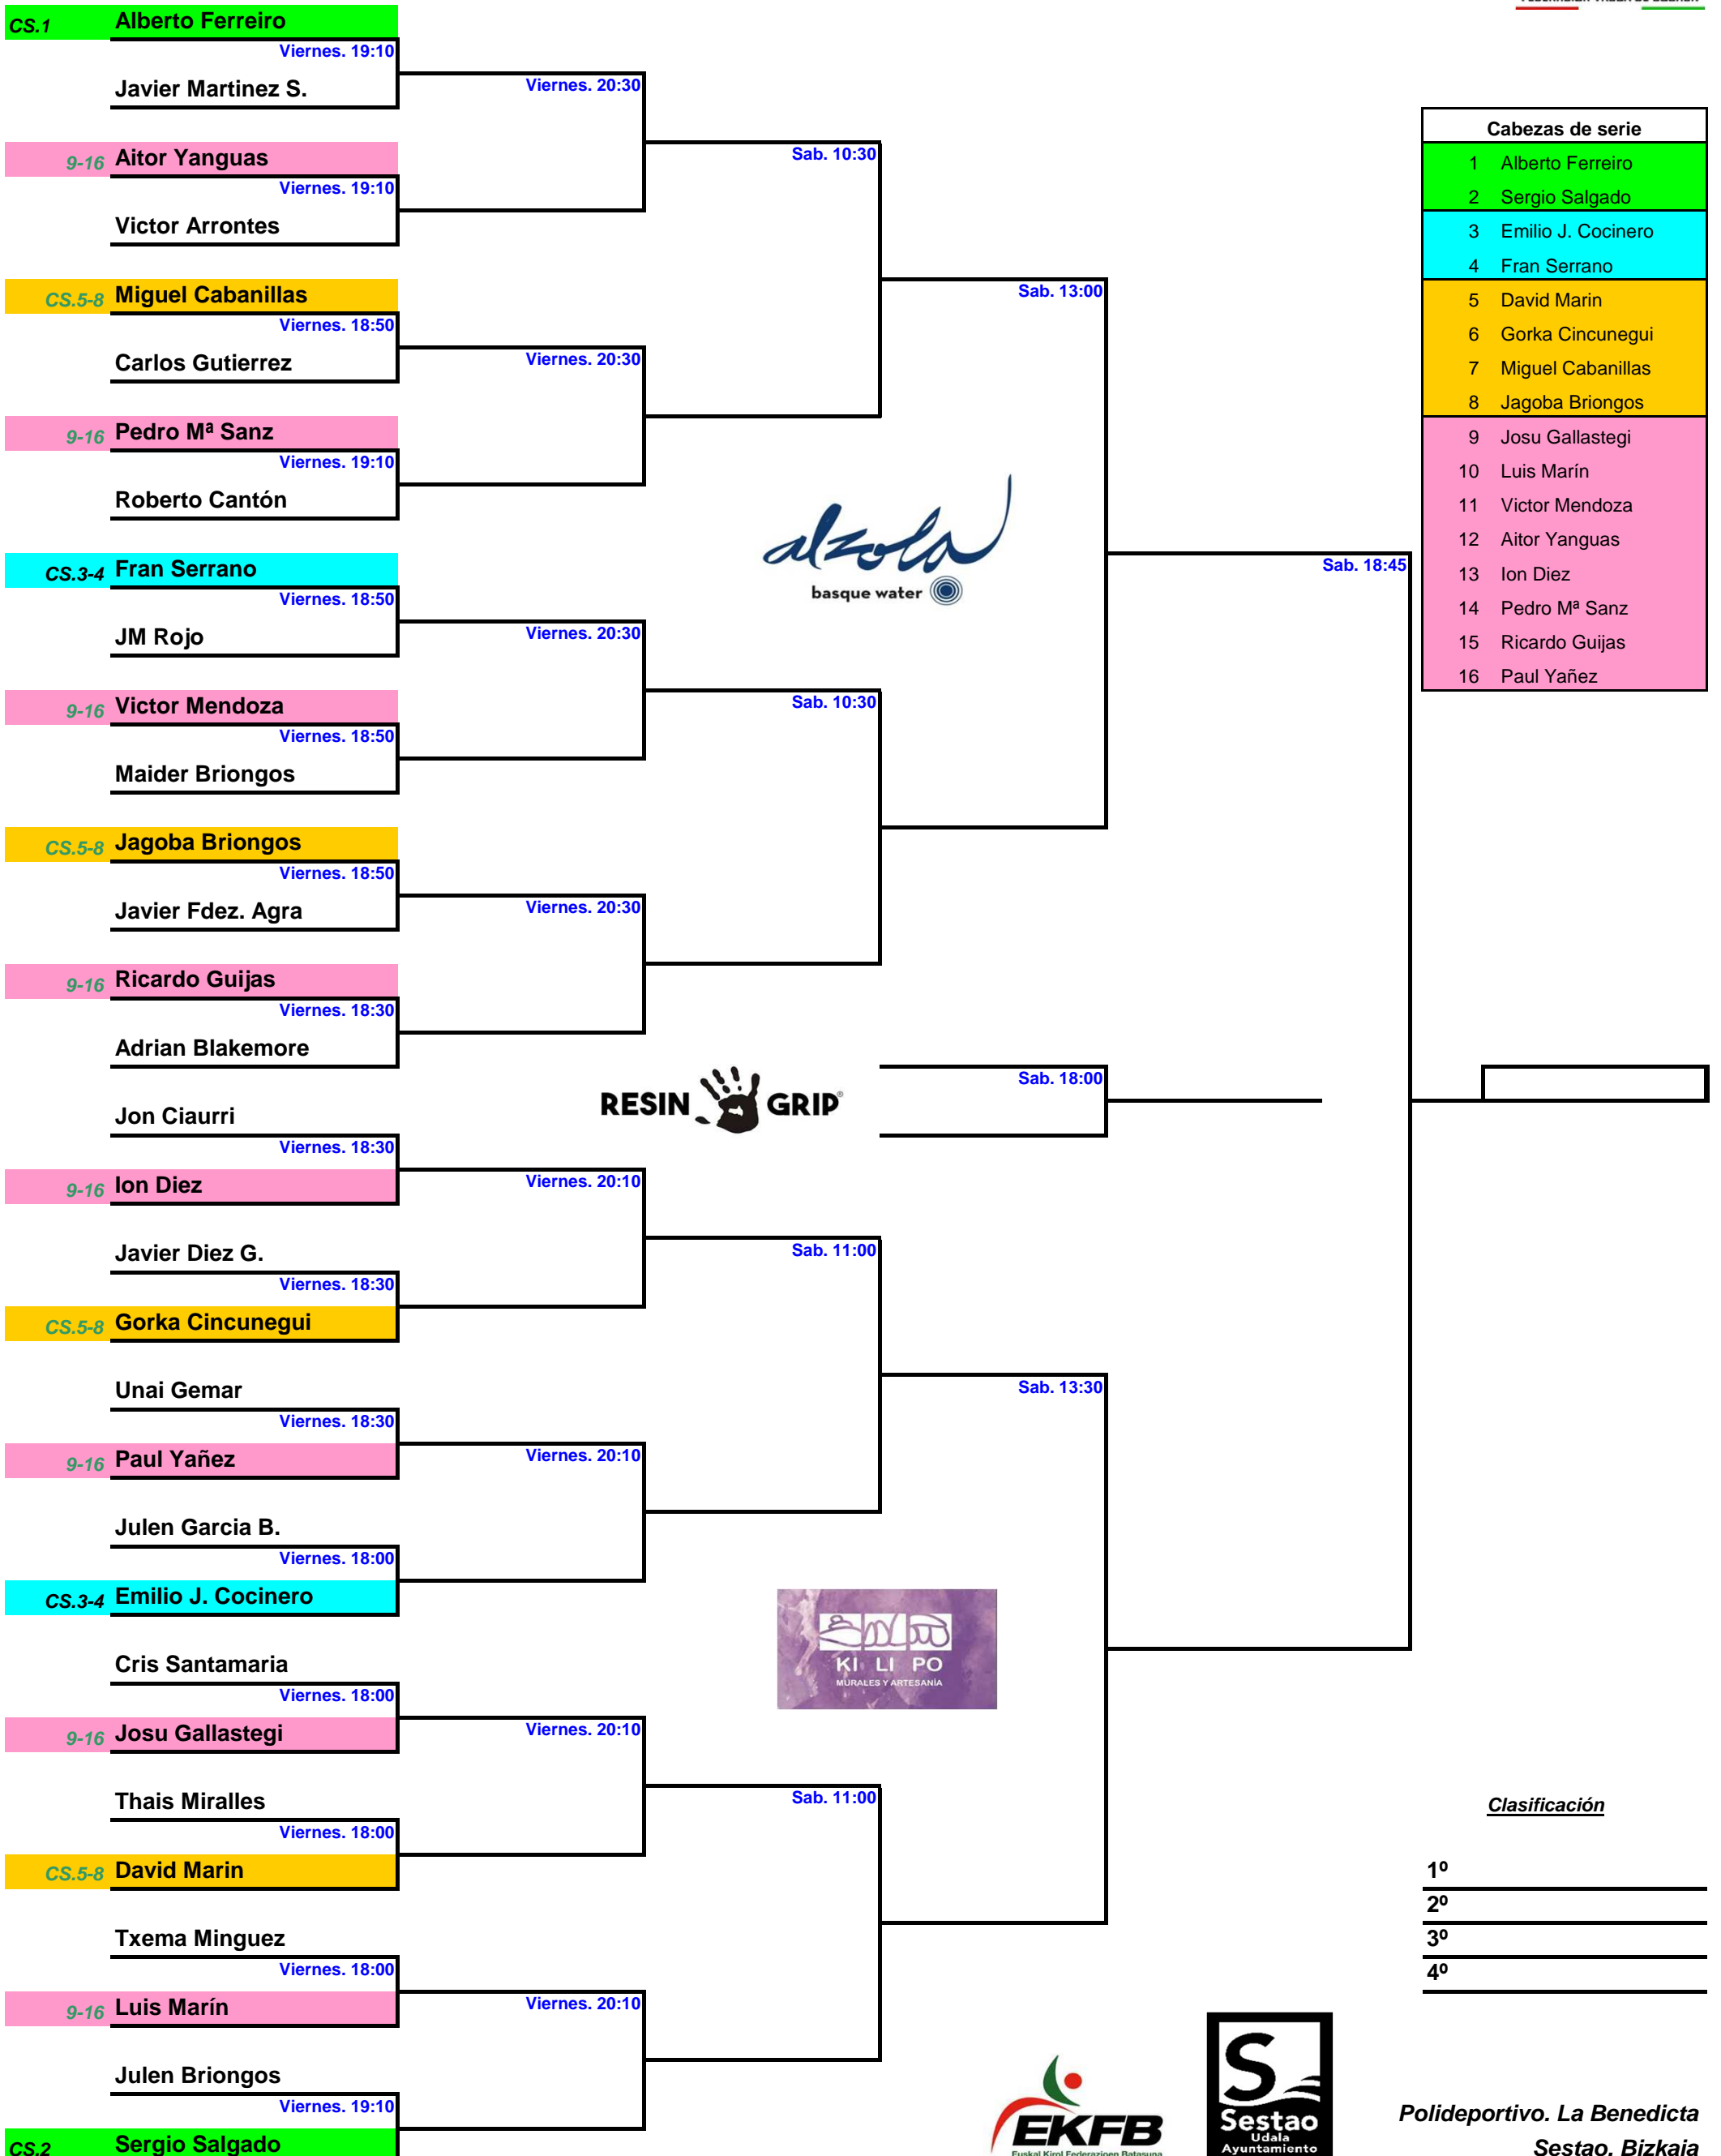 CS.1 Alberto Ferreiro
Viernes. 19:10
Javier Martinez S.
Viernes. 20:30
9-16 Aitor Yanguas
Sab. 10:30
Viernes. 19:10
Victor Arrontes
CS.5-8 Miguel Cabanillas
Sab. 13:00
Viernes. 18:50
Carlos Gutierrez
Viernes. 20:30
9-16 Pedro Mª Sanz
Viernes. 19:10
Roberto Cantón
CS.3-4 Fran Serrano
Sab. 18:45
Viernes. 18:50
JM Rojo
Viernes. 20:30
9-16 Victor Mendoza
Sab. 10:30
Viernes. 18:50
Maider Briongos
CS.5-8 Jagoba Briongos
Viernes. 18:50
Javier Fdez. Agra
Viernes. 20:30
9-16 Ricardo Guijas
Viernes. 18:30
Adrian Blakemore
Sab. 18:00
Jon Ciaurri
Viernes. 18:30
9-16 Ion Diez
Viernes. 20:10
Javier Diez G.
Sab. 11:00
Viernes. 18:30
CS.5-8 Gorka Cincunegui
Unai Gemar
Sab. 13:30
Viernes. 18:30
9-16 Paul Yañez
Viernes. 20:10
Julen Garcia B.
Viernes. 18:00
CS.3-4 Emilio J. Cocinero
Cris Santamaria
Viernes. 18:00
9-16 Josu Gallastegi
Viernes. 20:10
Thais Miralles
Sab. 11:00
Viernes. 18:00
CS.5-8 David Marin
Txema Minguez
Viernes. 18:00
9-16 Luis Marín
Viernes. 20:10
Julen Briongos
Viernes. 19:10
CS.2 Sergio Salgado
Cabezas de serie
1 Alberto Ferreiro
2 Sergio Salgado
3 Emilio J. Cocinero
4 Fran Serrano
5 David Marin
6 Gorka Cincunegui
7 Miguel Cabanillas
8 Jagoba Briongos
9 Josu Gallastegi
10 Luis Marín
11 Victor Mendoza
12 Aitor Yanguas
13 Ion Diez
14 Pedro Mª Sanz
15 Ricardo Guijas
16 Paul Yañez
alzola
basque water
RESIN GRIP®
KI LI PO
MURALES Y ARTESANÍA
Clasificación
1º
2º
3º
4º
EKFB
Euskal Kirol Federazioen Batasuna
S
Sestao
Udala
Ayuntamiento
Polideportivo. La Benedicta
Sestao. Bizkaia